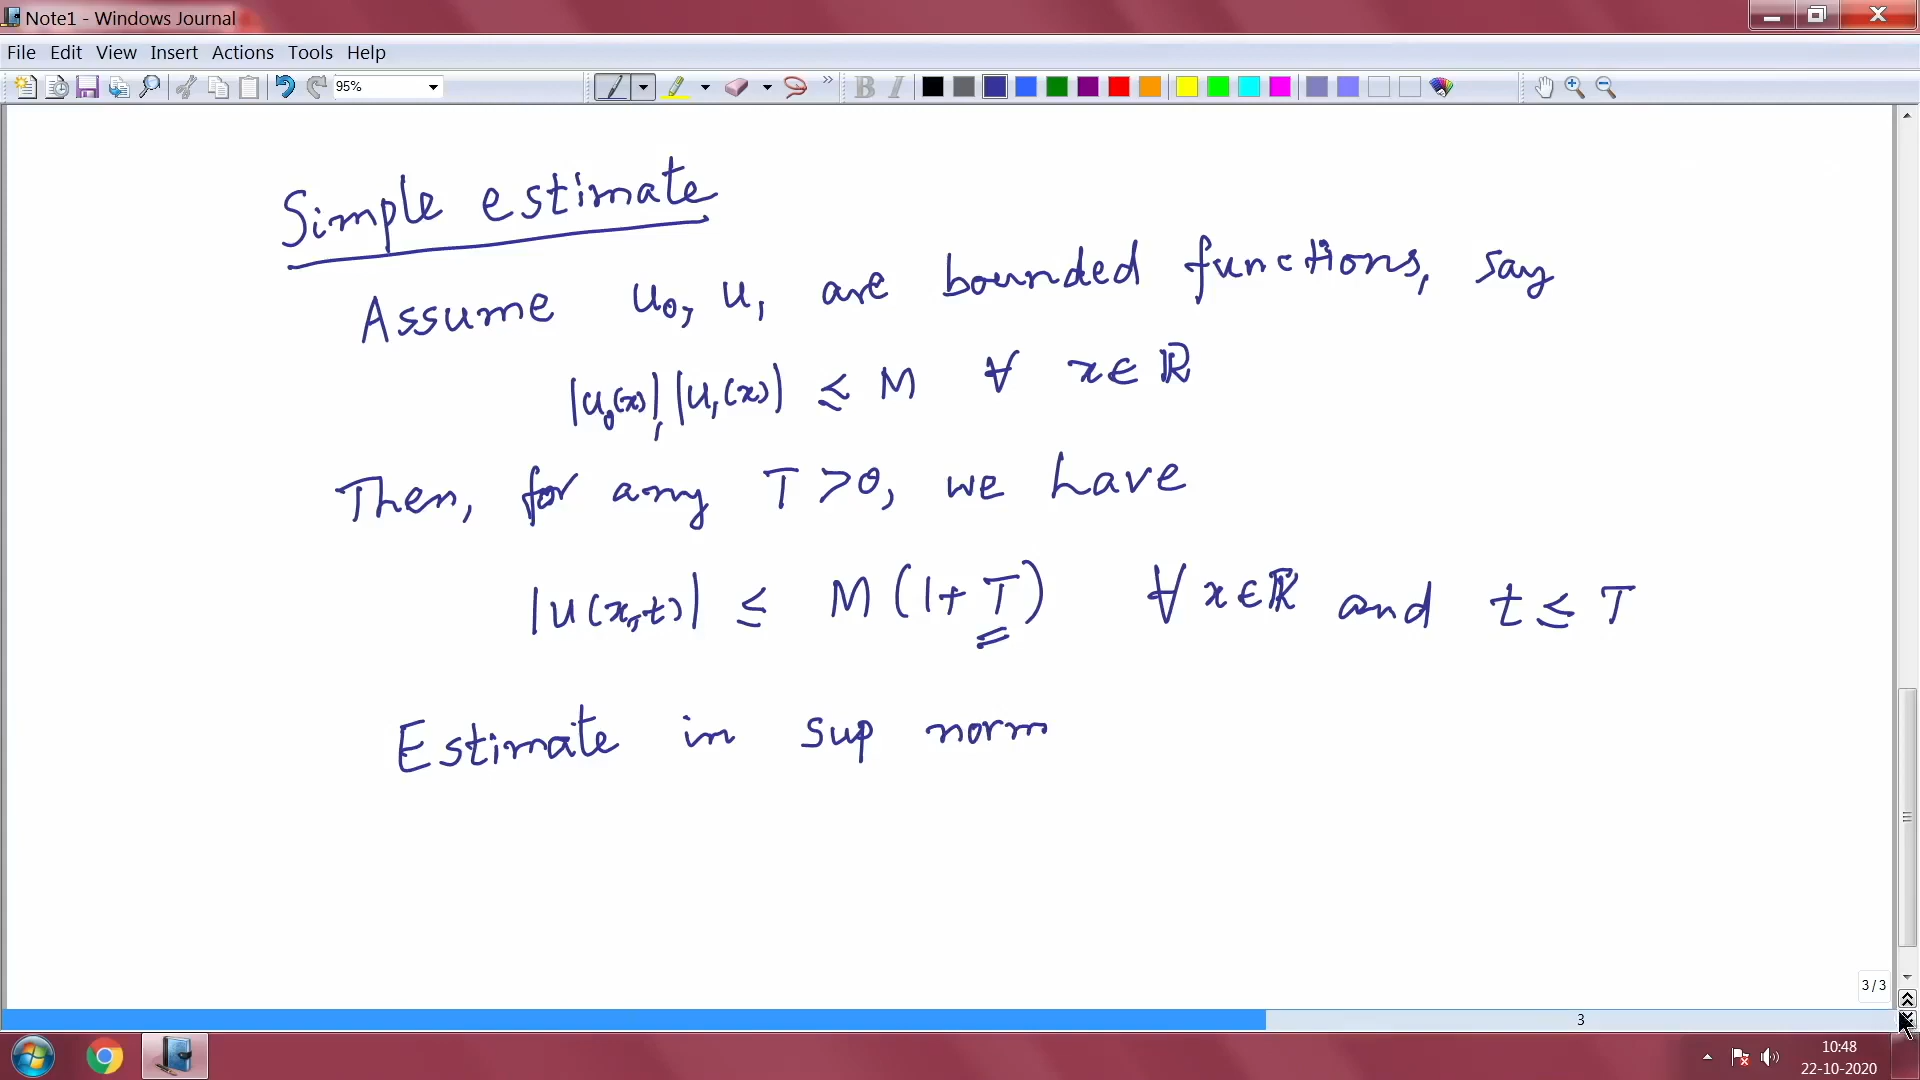 Note1 - Windows Journal
File Edit View Insert Actions Tools Help
95%
Simple estimate
Assume u₀, u₁ are bounded functions, say
|u₀(x)|, |u₁(x)| ≤ M ∀ x ∈ ℝ
Then, for any T > 0, we have
|u(x,t)| ≤ M(1+T) ∀ x ∈ ℝ and t ≤ T
Estimate in sup norm
3/3
3
10:48
22-10-2020